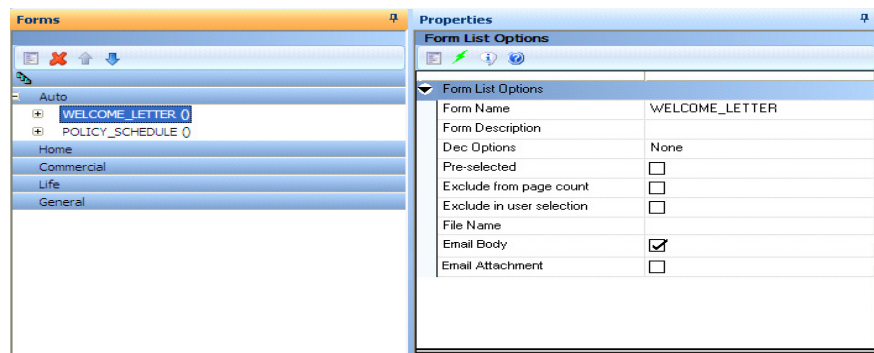 Forms
Auto
WELCOME_LETTER ()
POLICY_SCHEDULE ()
Home
Commercial
Life
General
Properties
Form List Options
Form List Options
Form Name WELCOME_LETTER
Form Description
Dec Options None
Pre-selected
Exclude from page count
Exclude in user selection
File Name
Email Body
Email Attachment